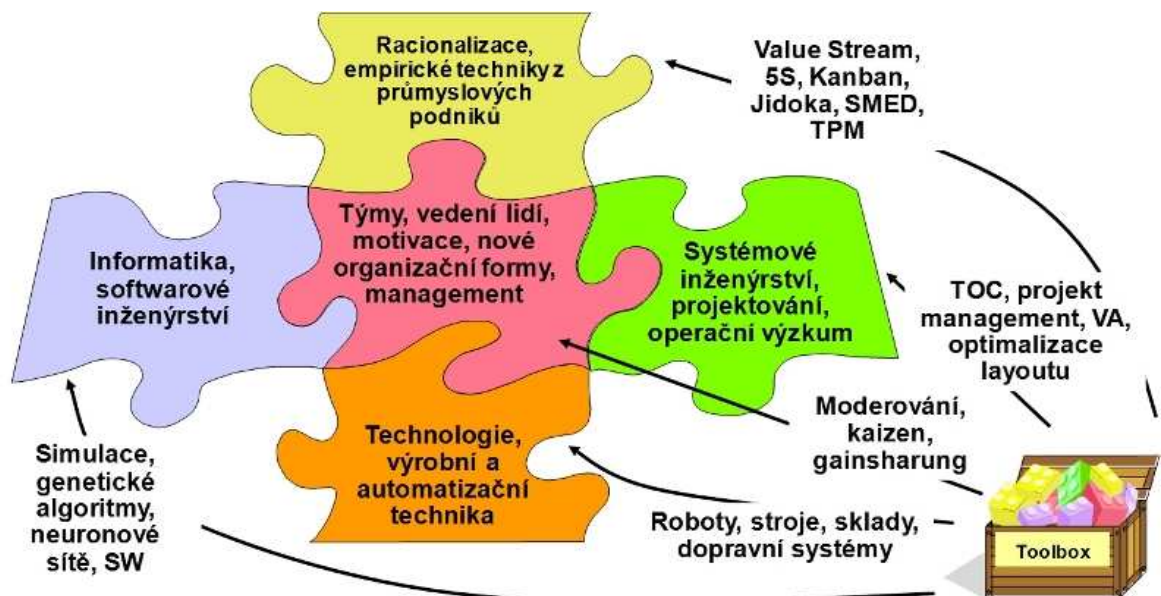 Racionalizace,
empirické techniky z
průmyslových
podniků
Value Stream,
5S, Kanban,
Jidoka, SMED,
TPM
Informatika,
softwarové
inženýrství
Týmy, vedení lidí,
motivace, nové
organizační formy,
management
Systémové
inženýrství,
projektování,
operační výzkum
TOC, projekt
management, VA,
optimalizace
layoutu
Simulace,
genetické
algoritmy,
neuronové
sítě, SW
Technologie,
výrobní a
automatizační
technika
Moderování,
kaizen,
gainsharung
Roboty, stroje, sklady,
dopravní systémy
Toolbox